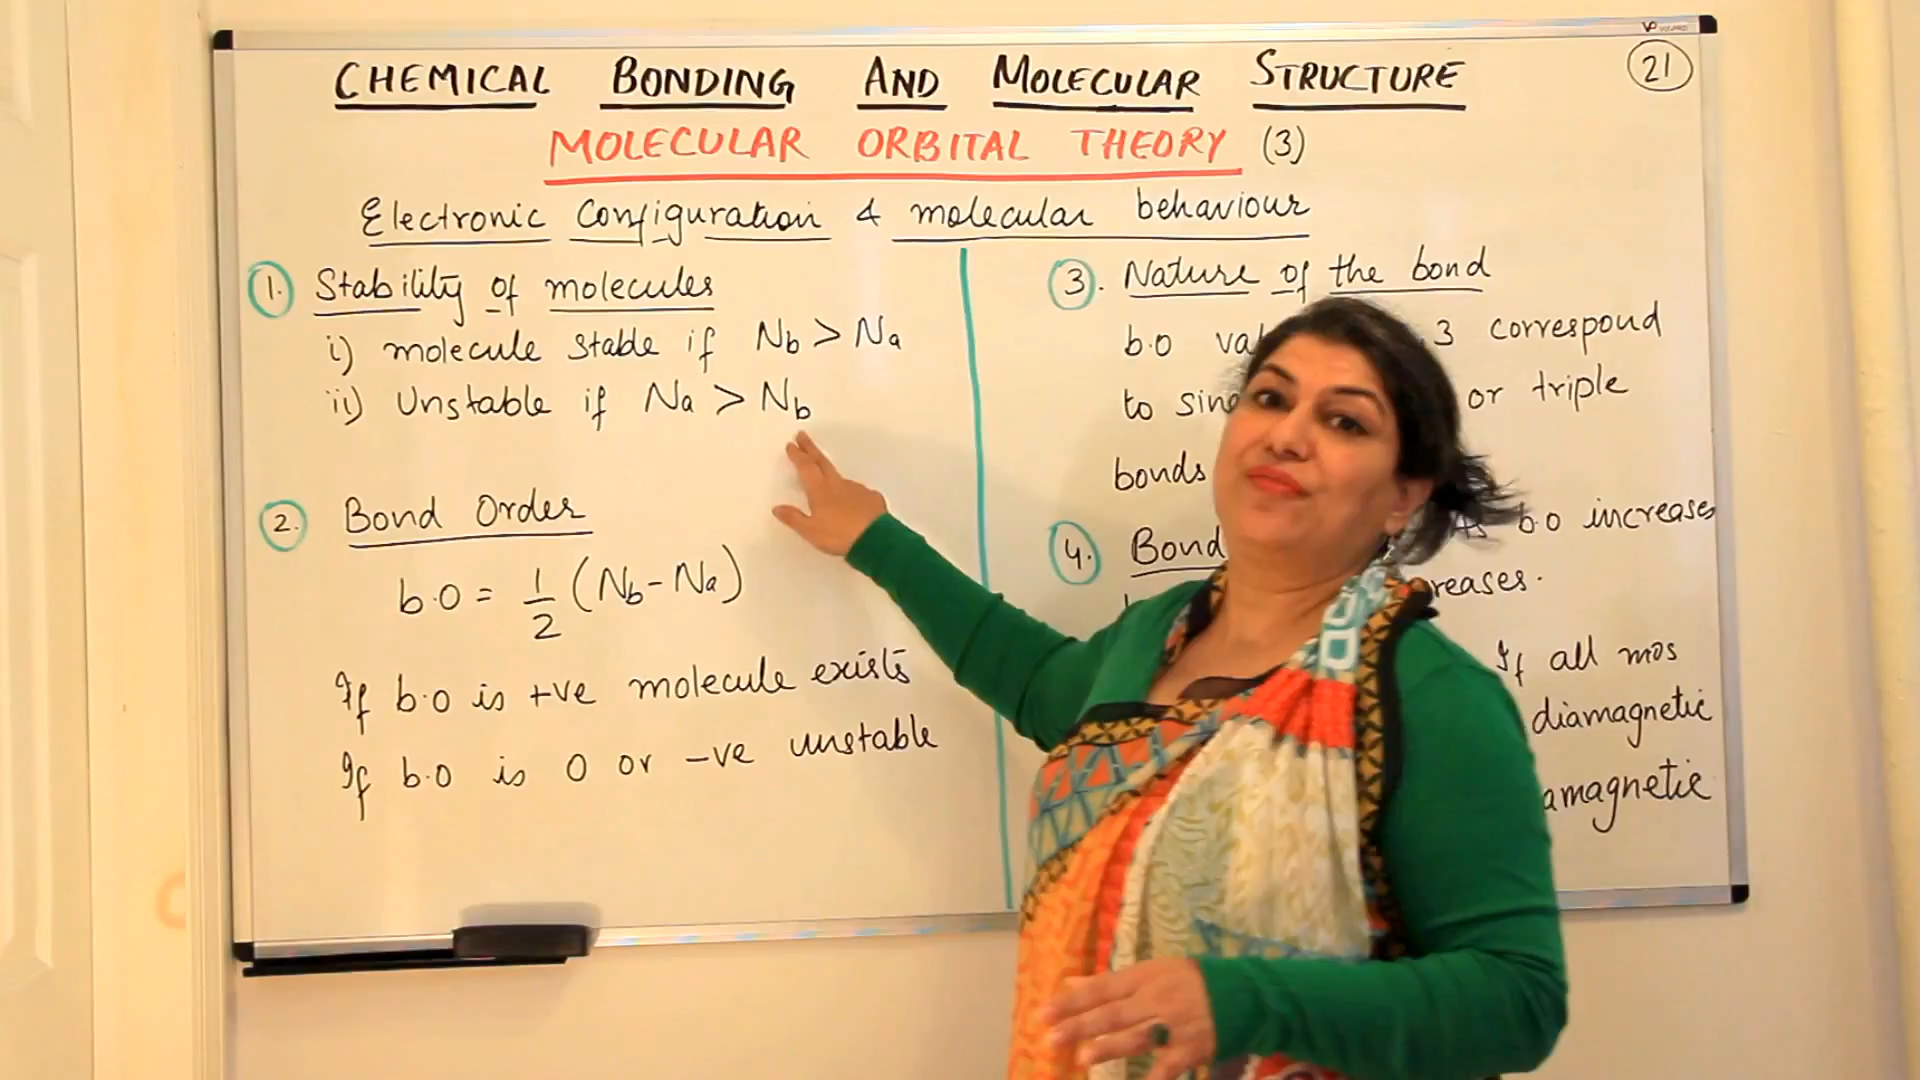 CHEMICAL BONDING AND MOLECULAR STRUCTURE
21
MOLECULAR ORBITAL THEORY (3)
Electronic Configuration & molecular behaviour
1. Stability of molecules
i) molecule stable if Nb > Na
ii) Unstable if Na > Nb
2. Bond Order
b.o = 1/2 (Nb - Na)
If b.o is +ve molecule exists
If b.o is 0 or -ve unstable
3. Nature of the bond
b.o 3 correspond
to or triple
bonds
4. Bond b.o increases
If all mos
diamagnetic